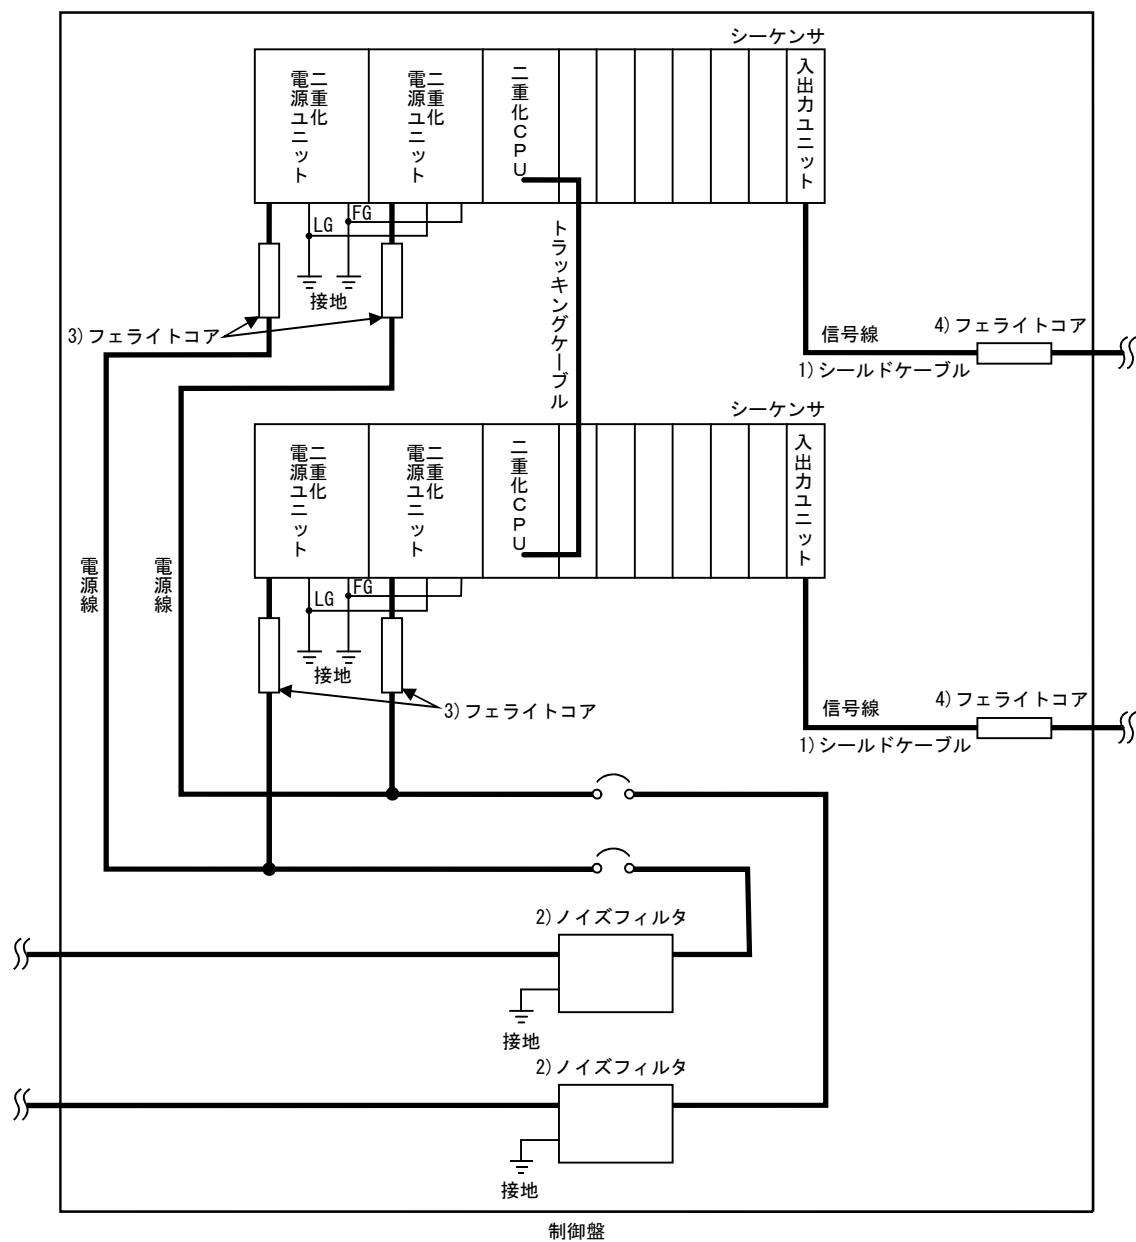 シーケンサ
二重化
電源ユニット
二重化
電源ユニット
二重化CPU
入出力ユニット
FG
LG
接地
トラッキングケーブル
3)フェライトコア
信号線
4)フェライトコア
1)シールドケーブル
シーケンサ
二重化
電源ユニット
二重化
電源ユニット
二重化CPU
入出力ユニット
電源線
電源線
FG
LG
接地
3)フェライトコア
信号線
4)フェライトコア
1)シールドケーブル
2)ノイズフィルタ
接地
2)ノイズフィルタ
接地
制御盤